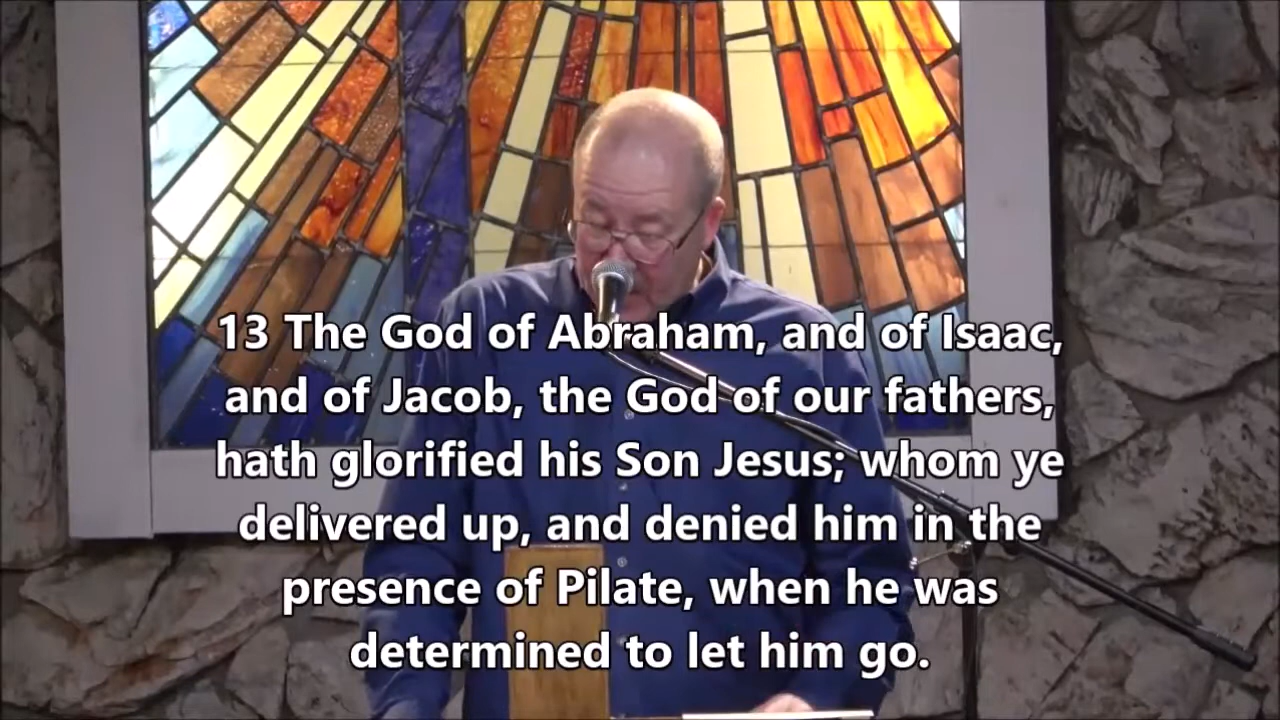 13 The God of Abraham, and of Isaac,
and of Jacob, the God of our fathers,
hath glorified his Son Jesus; whom ye
delivered up, and denied him in the
presence of Pilate, when he was
determined to let him go.